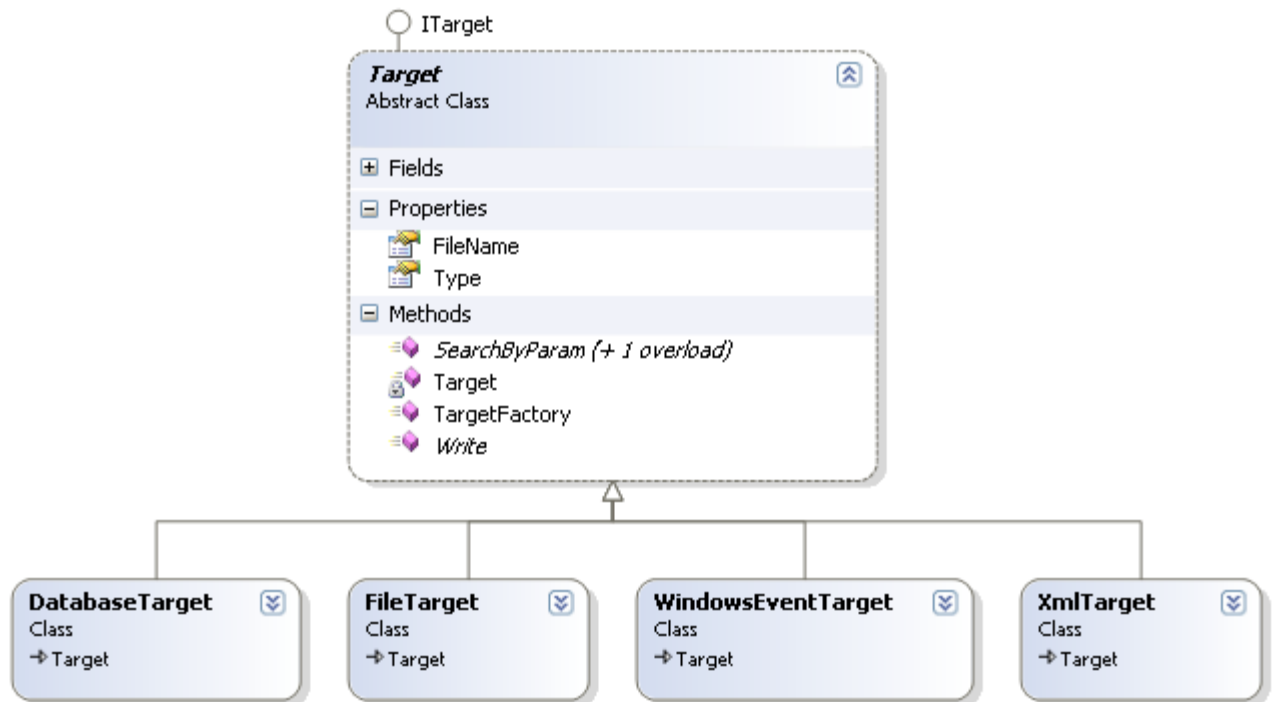 ITarget
Target
Abstract Class
Fields
Properties
FileName
Type
Methods
SearchByParam (+ 1 overload)
Target
TargetFactory
Write
DatabaseTarget
Class
Target
FileTarget
Class
Target
WindowsEventTarget
Class
Target
XmlTarget
Class
Target